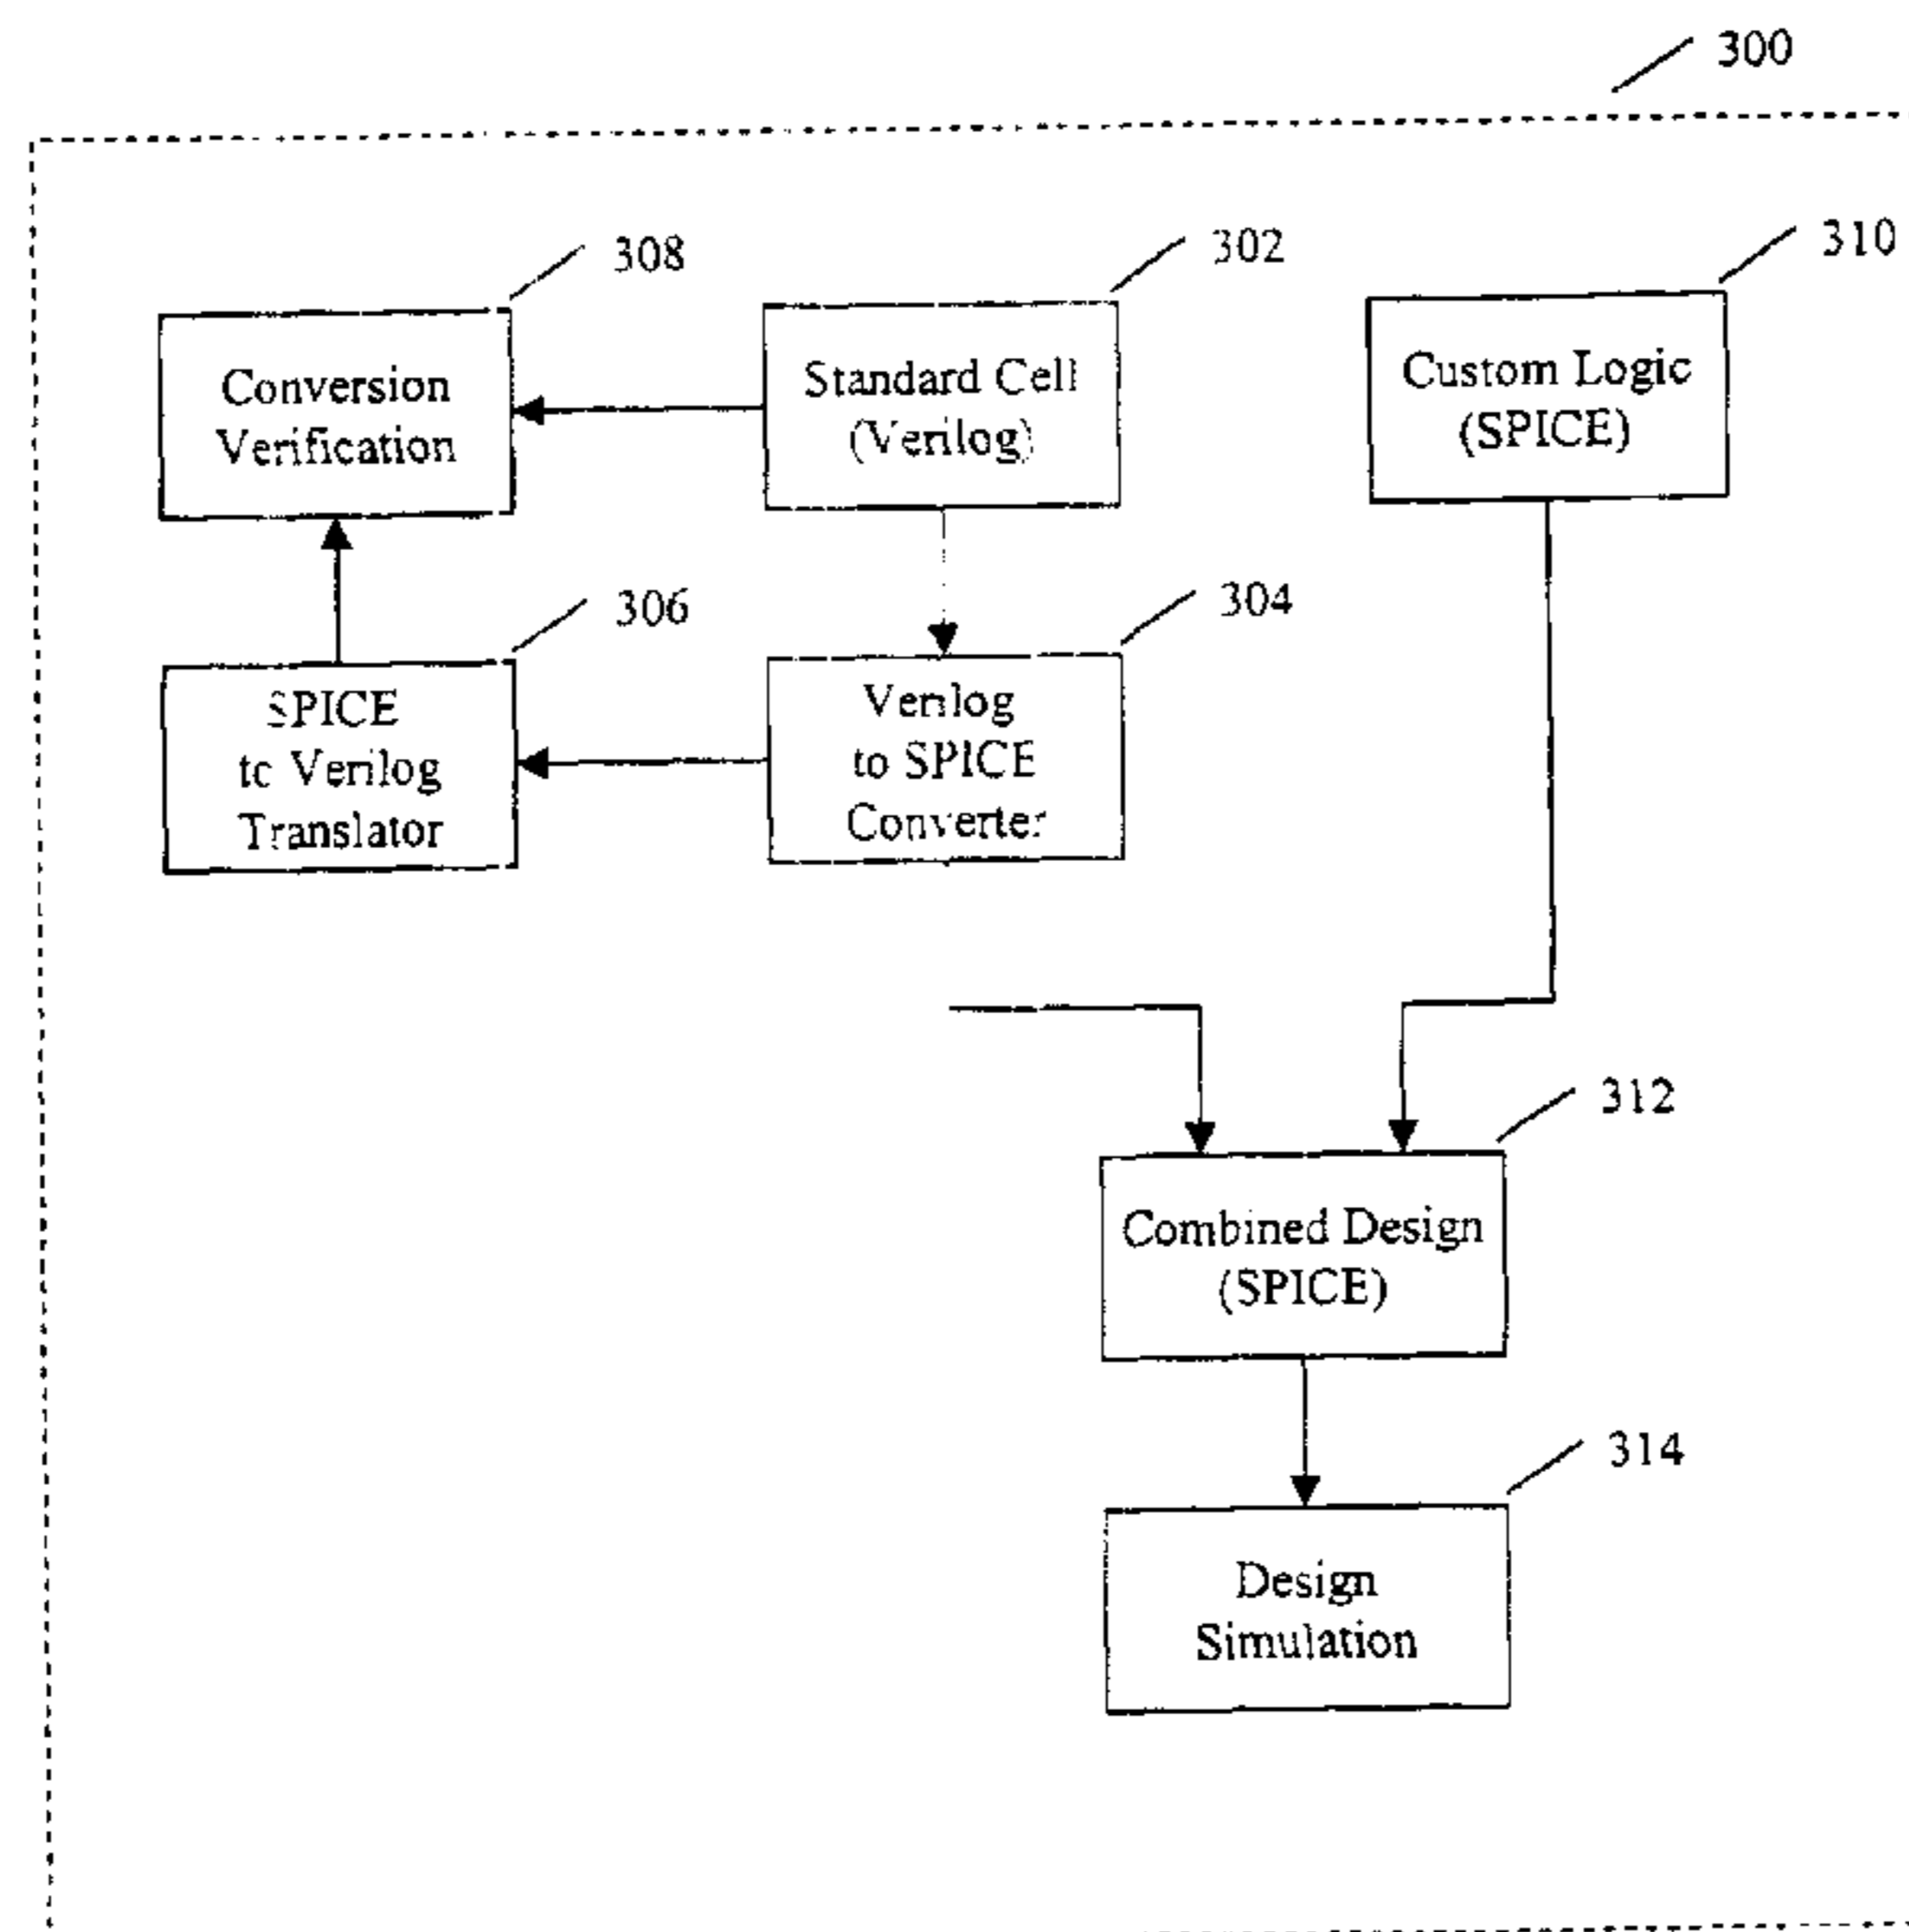 300
308
302
310
Conversion
Verification
Standard Cell
(Verilog)
Custom Logic
(SPICE)
306
304
SPICE
to Verilog
Translator
Verilog
to SPICE
Converter
312
Combined Design
(SPICE)
314
Design
Simulation